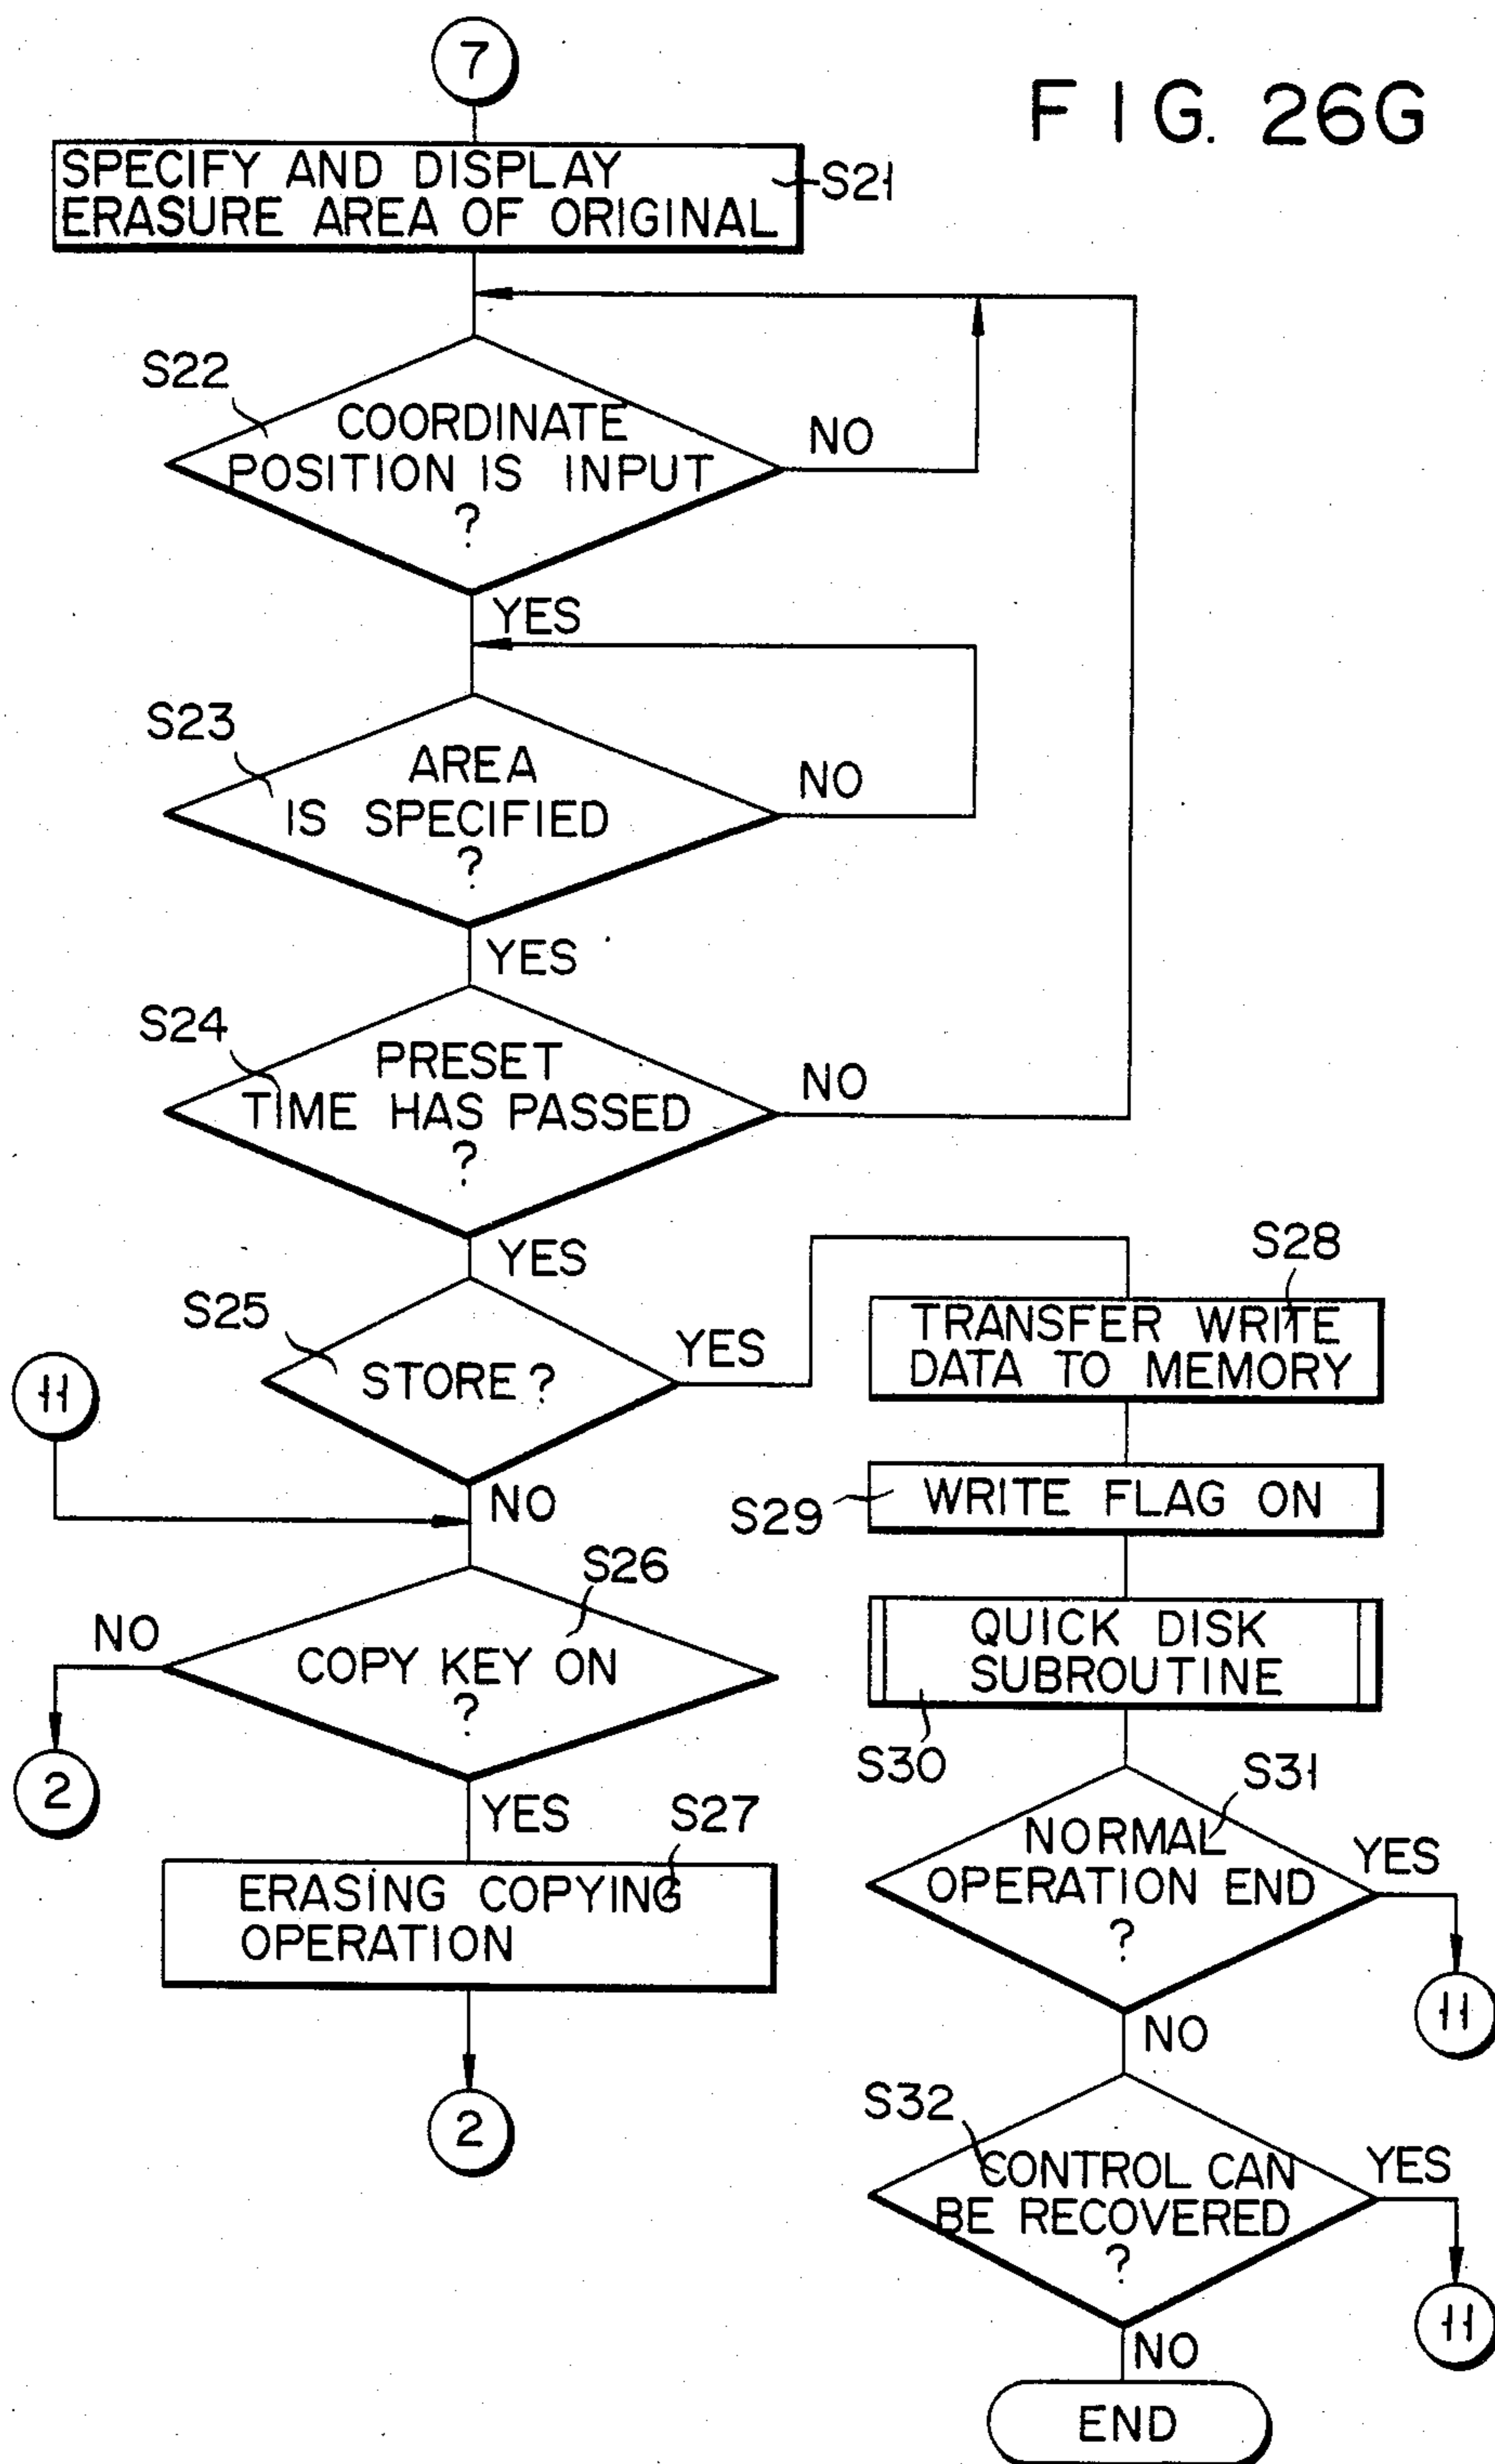 7
FIG. 26G
SPECIFY AND DISPLAY
ERASURE AREA OF ORIGINAL
S21
S22
COORDINATE
POSITION IS INPUT
?
NO
YES
S23
AREA
IS SPECIFIED
?
NO
YES
S24
PRESET
TIME HAS PASSED
?
NO
YES
S25
STORE?
YES
NO
11
S26
COPY KEY ON
?
NO
2
YES
S27
ERASING COPYING
OPERATION
2
S28
TRANSFER WRITE
DATA TO MEMORY
S29
WRITE FLAG ON
QUICK DISK
SUBROUTINE
S30
S31
NORMAL
OPERATION END
?
YES
11
NO
S32
CONTROL CAN
BE RECOVERED
?
YES
11
NO
END